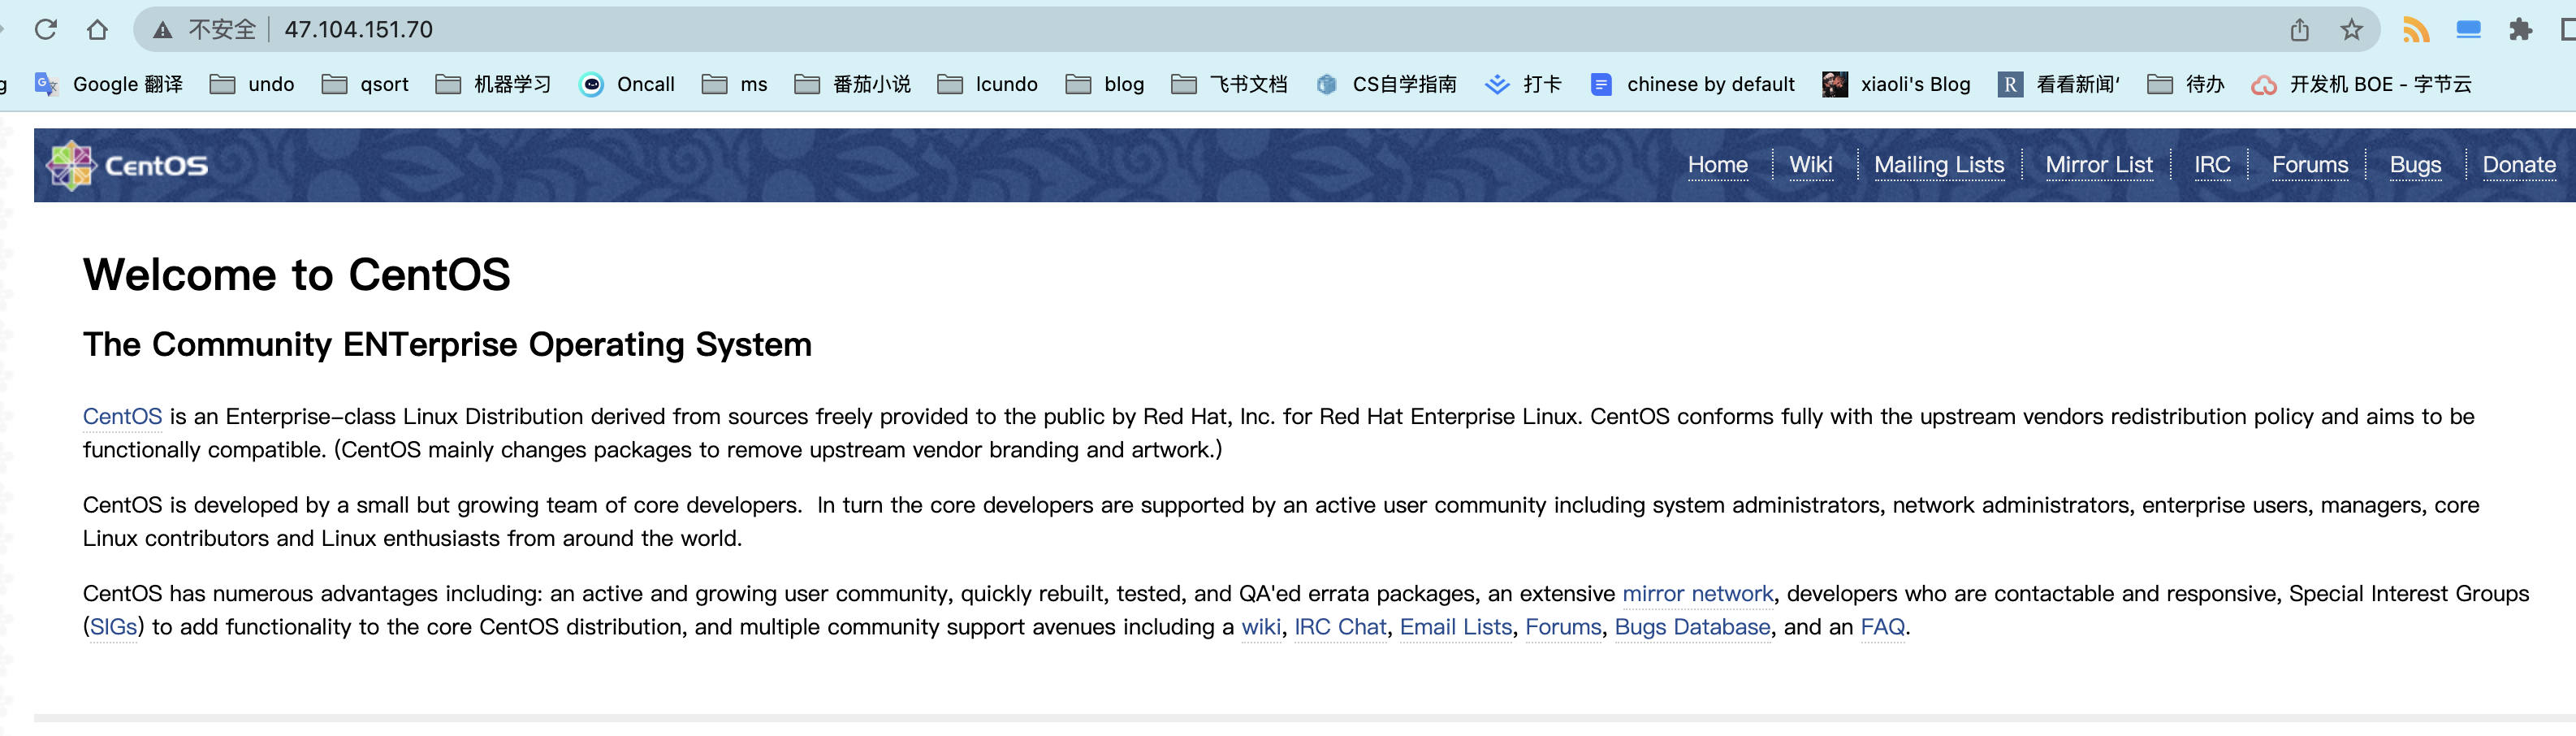 不安全 47.104.151.70
g Google 翻译 undo qsort 机器学习 Oncall ms 番茄小说 lcundo blog 飞书文档 CS自学指南 打卡 chinese by default xiaoli's Blog R 看看新闻' 待办 开发机 BOE - 字节云
CentOS Home Wiki Mailing Lists Mirror List IRC Forums Bugs Donate
Welcome to CentOS
The Community ENTerprise Operating System
CentOS is an Enterprise-class Linux Distribution derived from sources freely provided to the public by Red Hat, Inc. for Red Hat Enterprise Linux. CentOS conforms fully with the upstream vendors redistribution policy and aims to be
functionally compatible. (CentOS mainly changes packages to remove upstream vendor branding and artwork.)
CentOS is developed by a small but growing team of core developers.  In turn the core developers are supported by an active user community including system administrators, network administrators, enterprise users, managers, core
Linux contributors and Linux enthusiasts from around the world.
CentOS has numerous advantages including: an active and growing user community, quickly rebuilt, tested, and QA'ed errata packages, an extensive mirror network, developers who are contactable and responsive, Special Interest Groups
(SIGs) to add functionality to the core CentOS distribution, and multiple community support avenues including a wiki, IRC Chat, Email Lists, Forums, Bugs Database, and an FAQ.